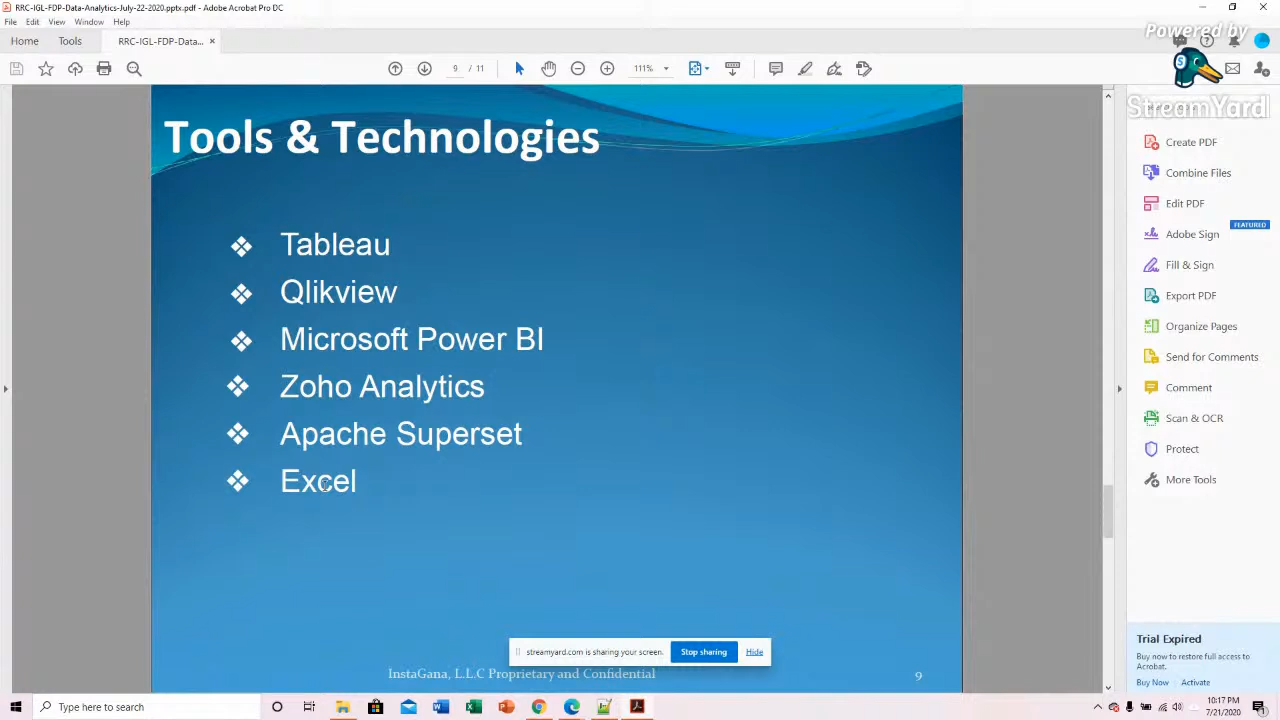 RRC-IGL-FDP-Data-Analytics-July-22-2020.pptx.pdf - Adobe Acrobat Pro DC
File Edit View Window Help
Powered by
Home Tools RRC-IGL-FDP-Data... ×
9 / 11 111%
StreamYard
Tools & Technologies
❖ Tableau
❖ Qlikview
❖ Microsoft Power BI
❖ Zoho Analytics
❖ Apache Superset
❖ Excel
Create PDF
Combine Files
Edit PDF
FEATURED
Adobe Sign
Fill & Sign
Export PDF
Organize Pages
Send for Comments
Comment
Scan & OCR
Protect
More Tools
streamyard.com is sharing your screen. Stop sharing Hide
InstaGana, L.L.C Proprietary and Confidential 9
Trial Expired
Buy now to restore full access to
Acrobat.
Buy Now Activate
Type here to search
10:17 PM
7/21/2020